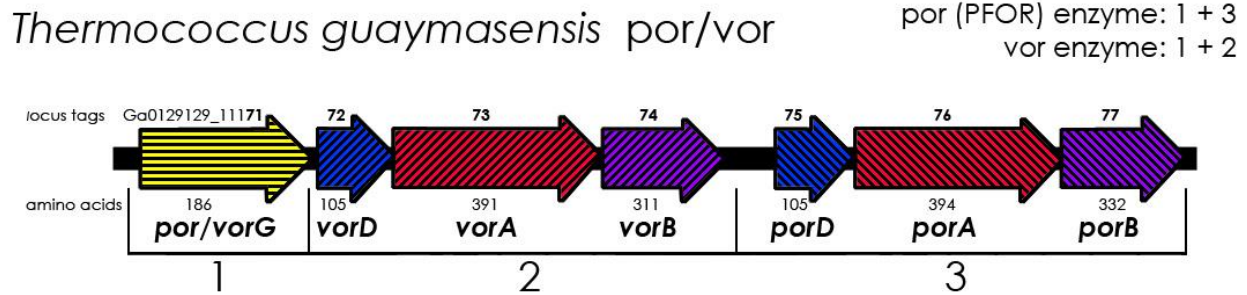 Thermococcus guaymasensis por/vor
por (PFOR) enzyme: 1 + 3
vor enzyme: 1 + 2
locus tags Ga0129129_11171 72 73 74 75 76 77
amino acids 186 105 391 311 105 394 332
por/vorG vorD vorA vorB porD porA porB
1 2 3